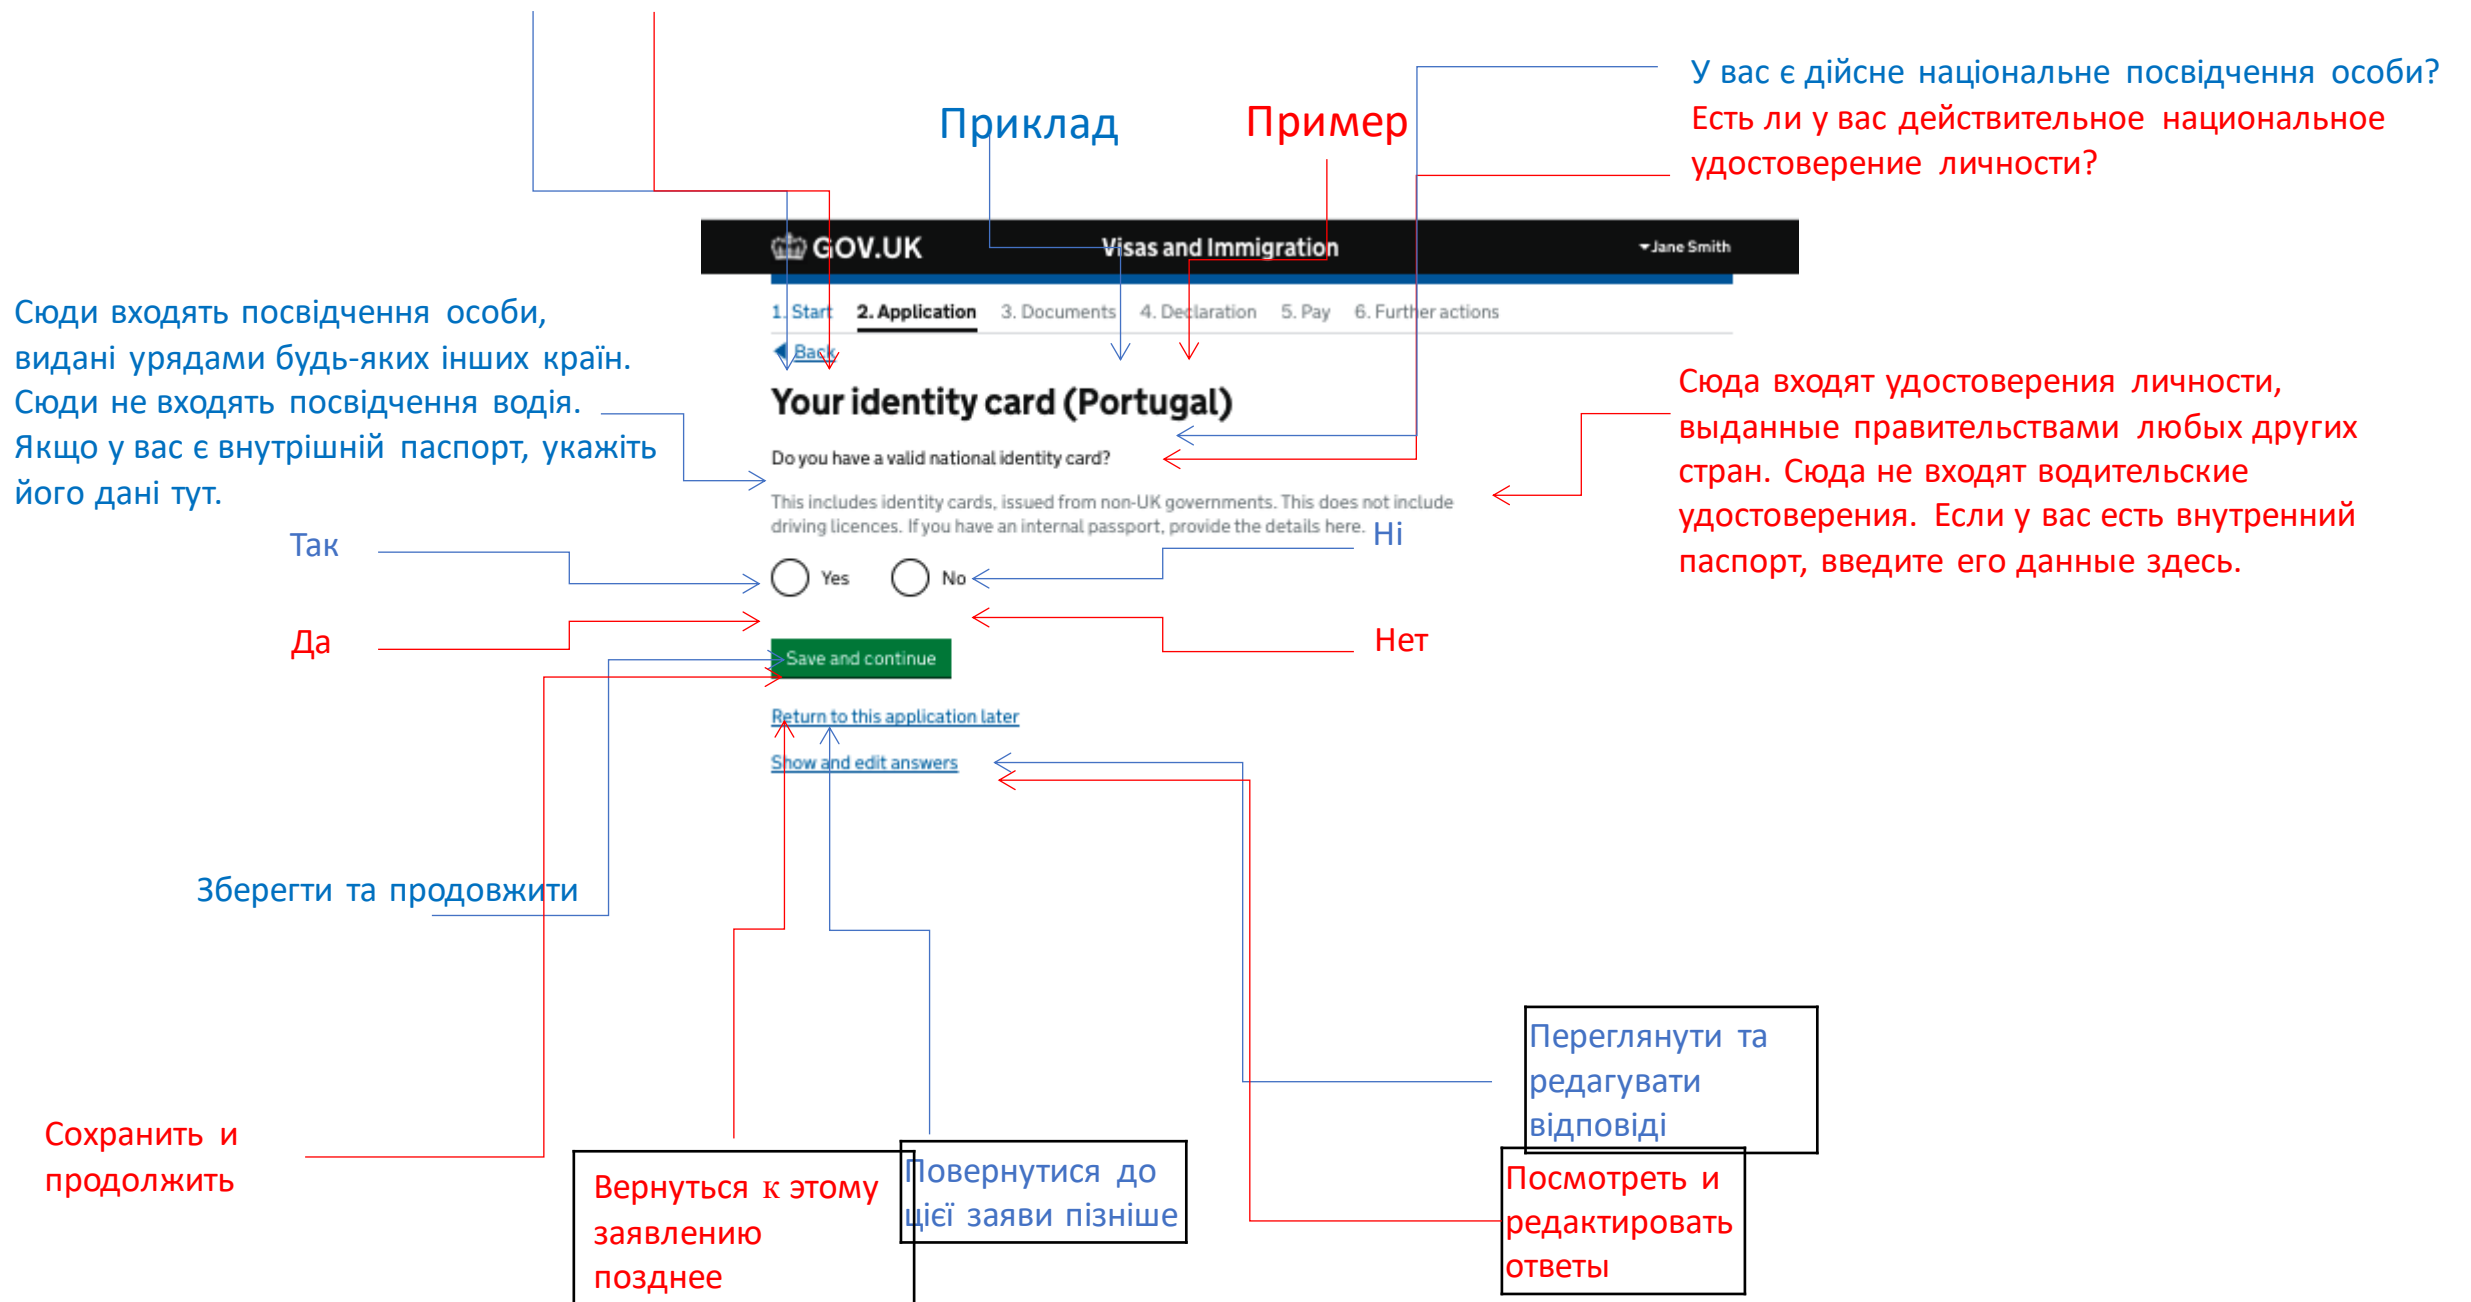 У вас є дійсне національне посвідчення особи?
Есть ли у вас действительное национальное
удостоверение личности?
Приклад
Пример
GOV.UK
Visas and Immigration
Jane Smith
1. Start 2. Application 3. Documents 4. Declaration 5. Pay 6. Further actions
Back
Your identity card (Portugal)
Do you have a valid national identity card?
This includes identity cards, issued from non-UK governments. This does not include
driving licences. If you have an internal passport, provide the details here.
Yes
No
Save and continue
Return to this application later
Show and edit answers
Сюди входять посвідчення особи,
видані урядами будь-яких інших країн.
Сюди не входять посвідчення водія.
Якщо у вас є внутрішній паспорт, укажіть
його дані тут.
Сюда входят удостоверения личности,
выданные правительствами любых других
стран. Сюда не входят водительские
удостоверения. Если у вас есть внутренний
паспорт, введите его данные здесь.
Так
Ні
Да
Нет
Зберегти та продовжити
Сохранить и
продолжить
Вернуться к этому
заявлению
позднее
Повернутися до
цієї заяви пізніше
Переглянути та
редагувати
відповіді
Посмотреть и
редактировать
ответы